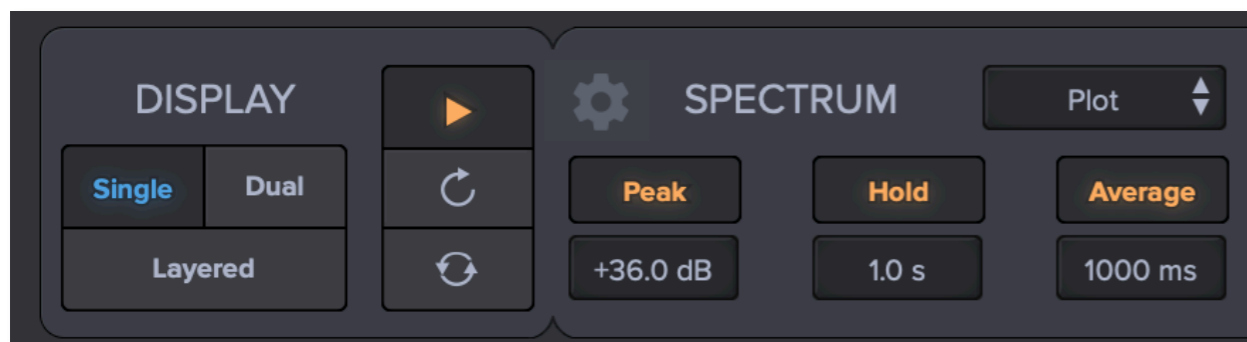 DISPLAY
Single
Dual
Layered
SPECTRUM
Plot
Peak
Hold
Average
+36.0 dB
1.0 s
1000 ms